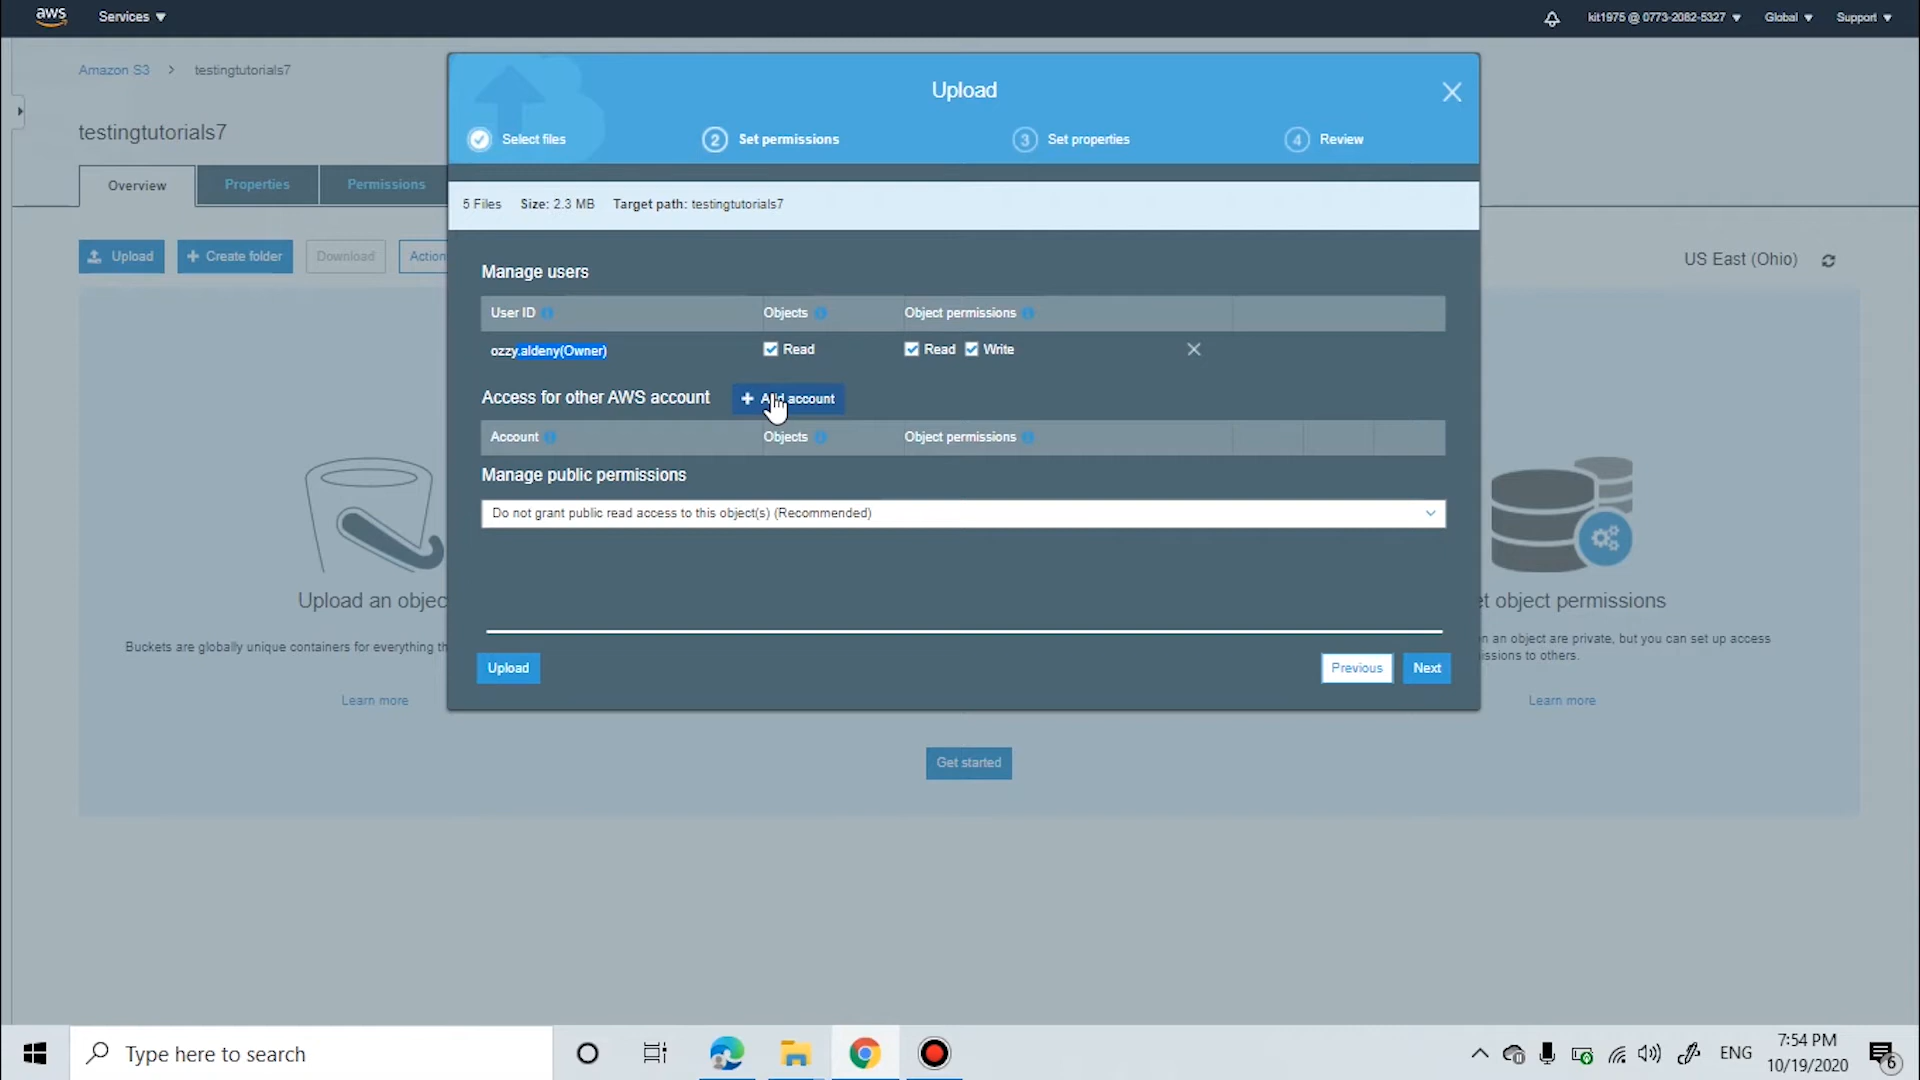 aws Services kit1975 @ 0773-2082-5327 Global Support
Amazon S3 > testingtutorials7
testingtutorials7
Overview Properties Permissions
Upload Create folder Download Action
US East (Ohio)
Upload
Select files 2 Set permissions 3 Set properties 4 Review
5 Files Size: 2.3 MB Target path: testingtutorials7
Manage users
User ID Objects Object permissions
ozzy.aldeny(Owner) Read Read Write
Access for other AWS account + Add account
Account Objects Object permissions
Manage public permissions
Do not grant public read access to this object(s) (Recommended)
Upload Previous Next
Upload an objec
Buckets are globally unique containers for everything th
Learn more
t object permissions
n an object are private, but you can set up access
issions to others.
Learn more
Get started
Type here to search
ENG
7:54 PM
10/19/2020
6